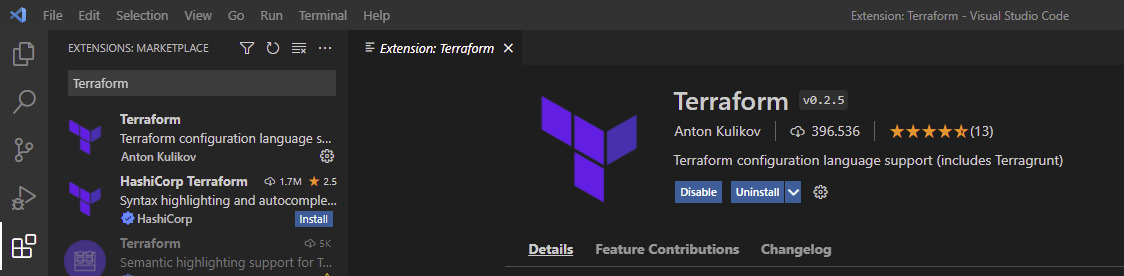 File Edit Selection View Go Run Terminal Help Extension: Terraform - Visual Studio Code
EXTENSIONS: MARKETPLACE
Extension: Terraform
Terraform
Terraform
Terraform configuration language s...
Anton Kulikov
HashiCorp Terraform 1.7M 2.5
Syntax highlighting and autocomple...
HashiCorp Install
Terraform 5K
Semantic highlighting support for T...
Terraform v0.2.5
Anton Kulikov 396.536 (13)
Terraform configuration language support (includes Terragrunt)
Disable Uninstall
Details Feature Contributions Changelog